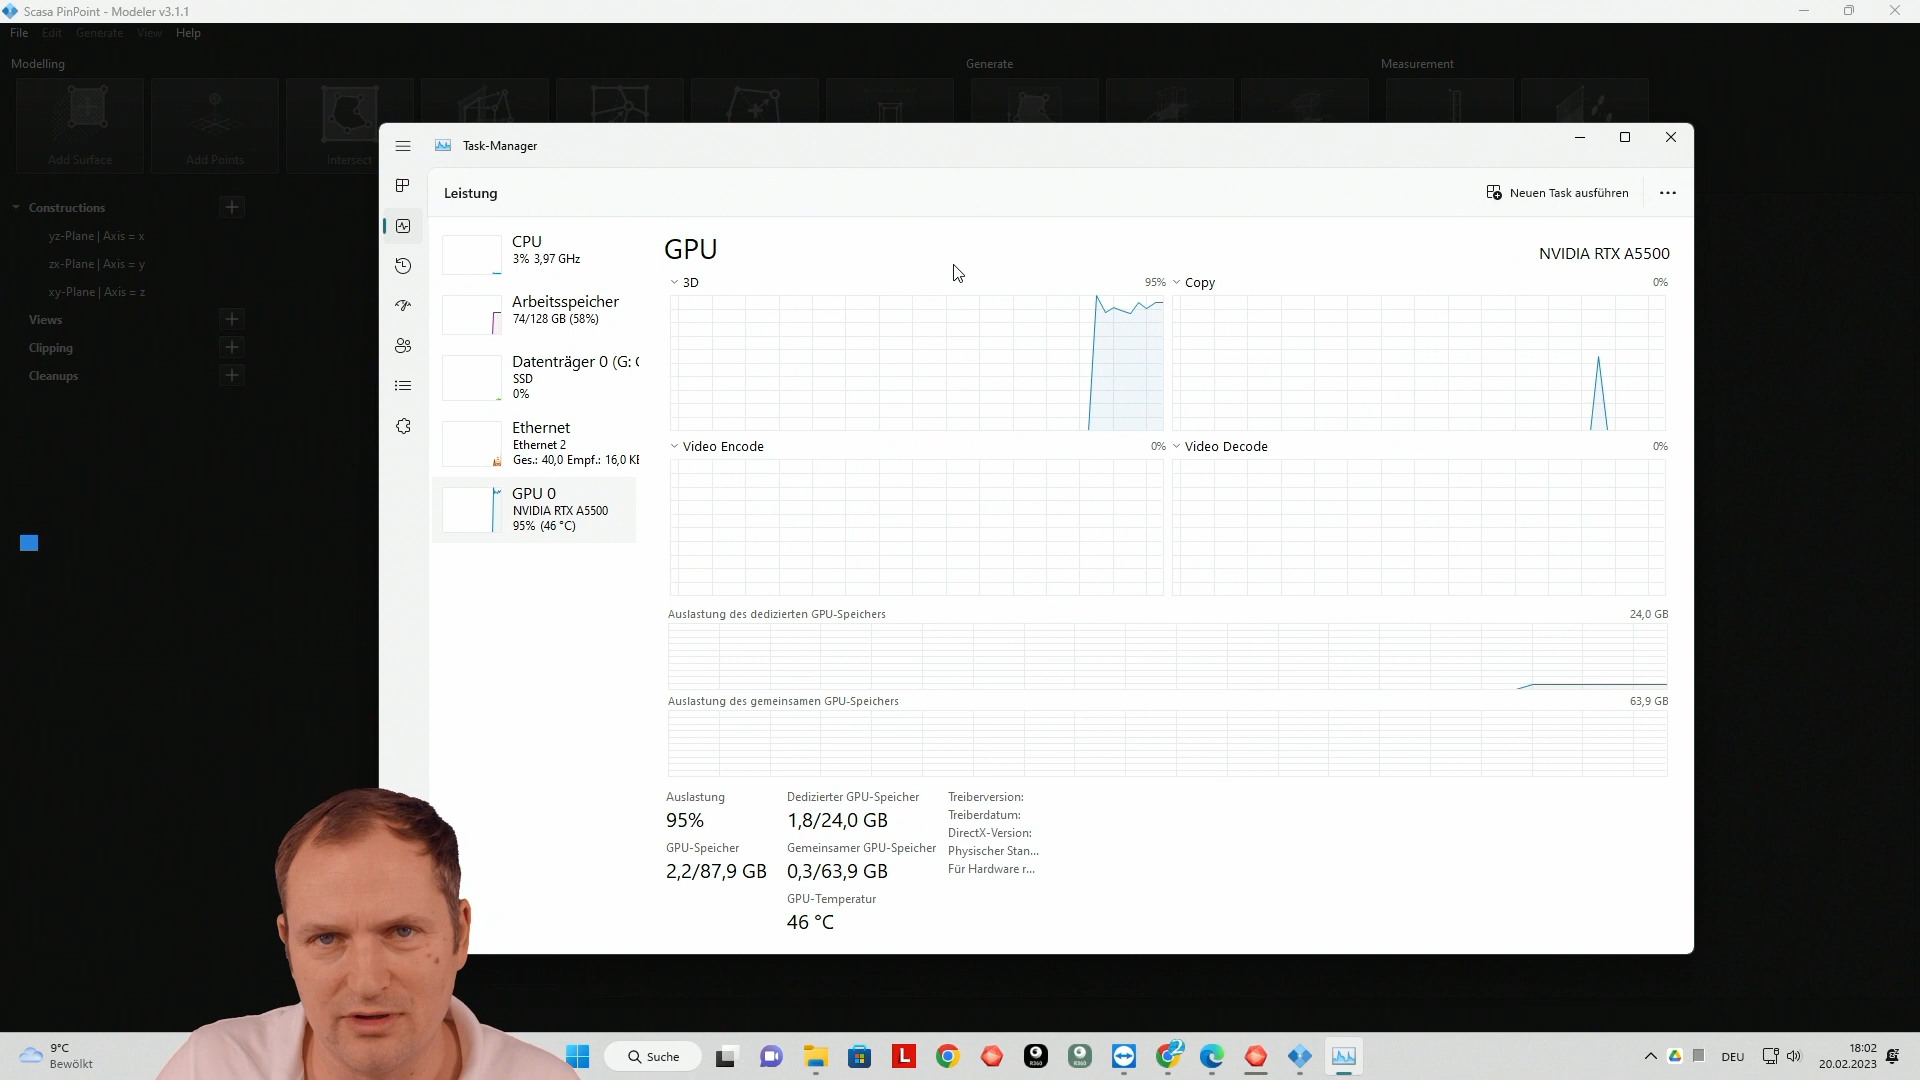 Scasa PinPoint - Modeler v3.1.1
File Edit Generate View Help
Modelling
Generate
Measurement
Add Surface
Add Points
Intersect
Constructions
yz-Plane | Axis = x
zx-Plane | Axis = y
xy-Plane | Axis = z
Views
Clipping
Cleanups
Task-Manager
Leistung
Neuen Task ausführen
CPU
3% 3,97 GHz
Arbeitsspeicher
74/128 GB (58%)
Datenträger 0 (G: C
SSD
0%
Ethernet
Ethernet 2
Ges.: 40,0 Empf.: 16,0 KB
GPU 0
NVIDIA RTX A5500
95% (46 °C)
GPU
NVIDIA RTX A5500
3D 95%
Copy 0%
Video Encode 0%
Video Decode 0%
Auslastung des dedizierten GPU-Speichers 24,0 GB
Auslastung des gemeinsamen GPU-Speichers 63,9 GB
Auslastung
95%
GPU-Speicher
2,2/87,9 GB
Dedizierter GPU-Speicher
1,8/24,0 GB
Gemeinsamer GPU-Speicher
0,3/63,9 GB
GPU-Temperatur
46 °C
Treiberversion:
Treiberdatum:
DirectX-Version:
Physischer Stan...
Für Hardware r...
9°C
Bewölkt
Suche
L
R360
R360
2
DEU
18:02
20.02.2023